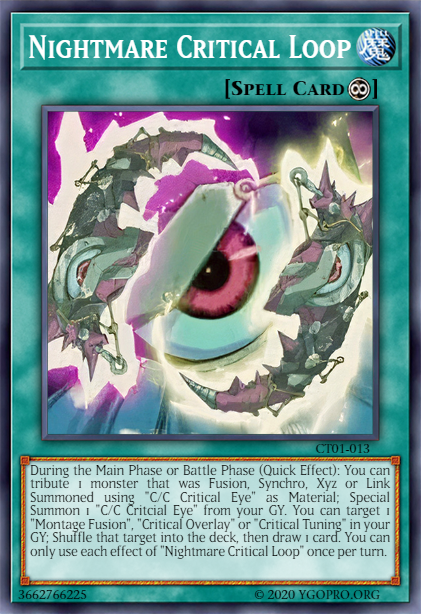 Nightmare Critical Loop
魔
[Spell Card]
CT01-013
During the Main Phase or Battle Phase (Quick Effect): You can
tribute 1 monster that was Fusion, Synchro, Xyz or Link
Summoned using "C/C Critical Eye" as Material; Special
Summon 1 "C/C Critcial Eye" from your GY. You can target 1
"Montage Fusion", "Critical Overlay" or "Critical Tuning" in your
GY; Shuffle that target into the deck, then draw 1 card. You can
only use each effect of "Nightmare Critical Loop" once per turn.
3662766225
© 2020 YGOPRO.ORG